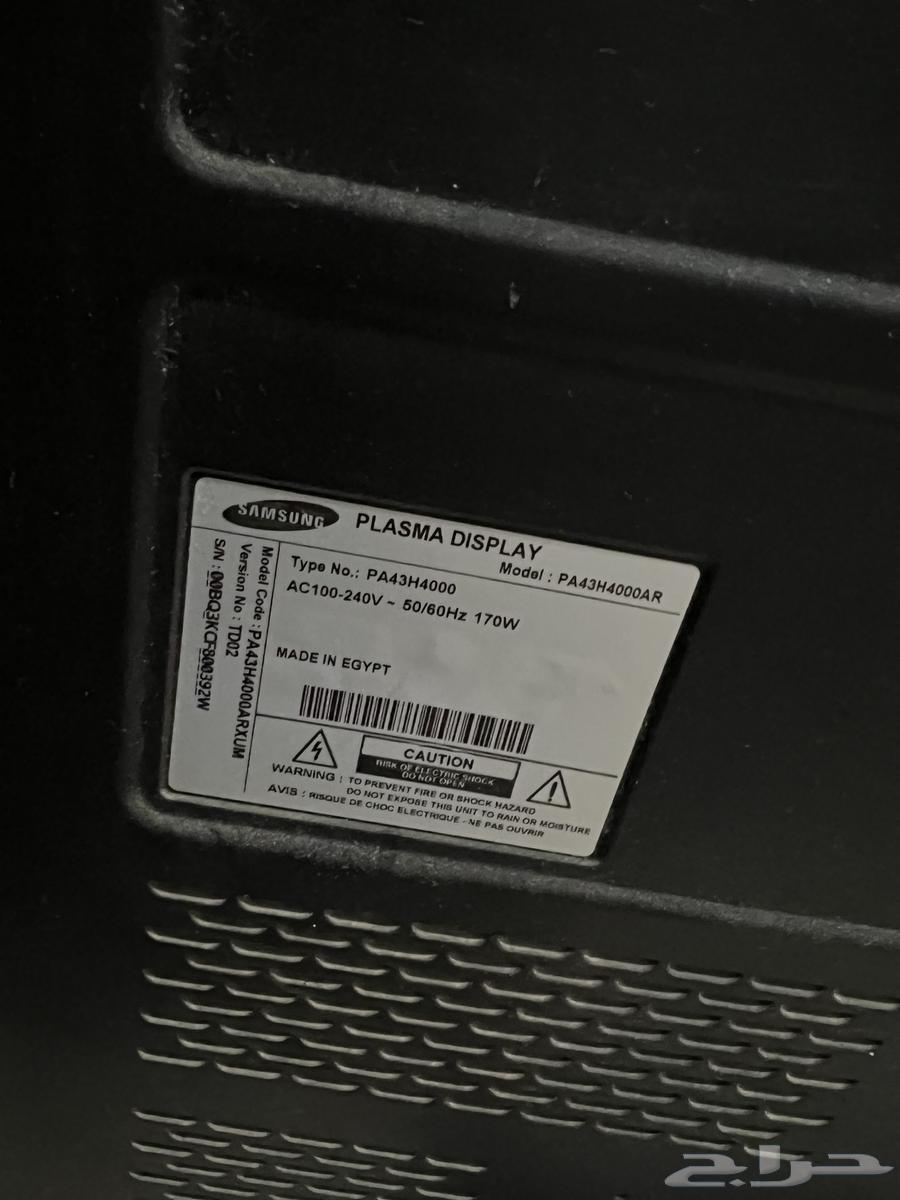 SAMSUNG
PLASMA DISPLAY
Model : PA43H4000AR
Type No.: PA43H4000
AC100-240V ~ 50/60Hz 170W
MADE IN EGYPT
Model Code : PA43H4000ARXUM
Version No : TD02
S/N : 00BQ3KCF800392W
CAUTION
RISK OF ELECTRIC SHOCK
DO NOT OPEN
WARNING : TO PREVENT FIRE OR SHOCK HAZARD
DO NOT EXPOSE THIS UNIT TO RAIN OR MOISTURE
AVIS : RISQUE DE CHOC ELECTRIQUE - NE PAS OUVRIR
حراج